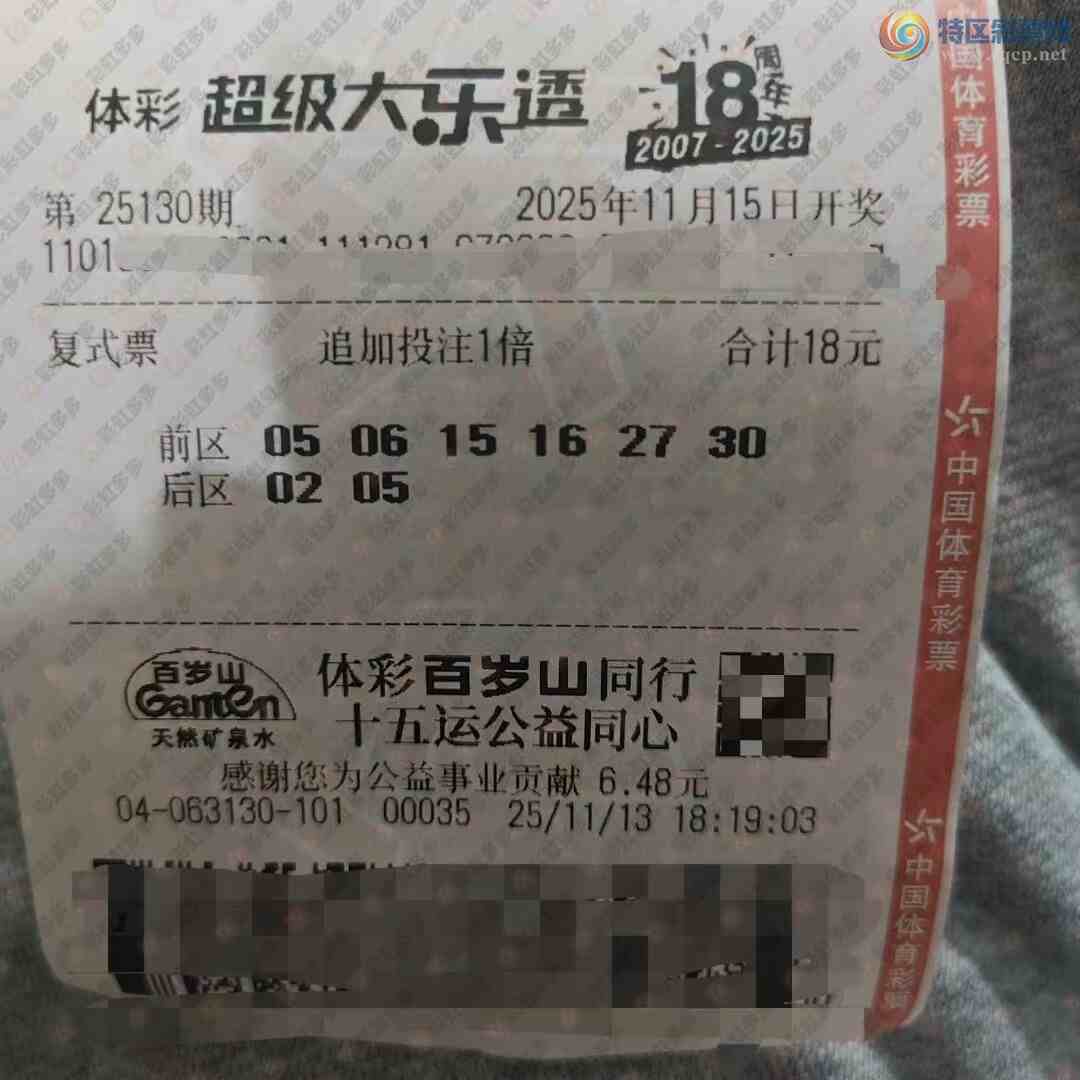 特区彩票网
体彩 超级大乐透 18周年
2007-2025
第 25130期 2025年11月15日开奖
复式票 追加投注1倍 合计18元
前区 05 06 15 16 27 30
后区 02 05
百岁山 体彩百岁山同行
Ganten 十五运公益同心
天然矿泉水
感谢您为公益事业贡献 6.48元
04-063130-101 00035 25/11/13 18:19:03
中国体育彩票
中国体育彩票
中国体育彩票
彩虹多多